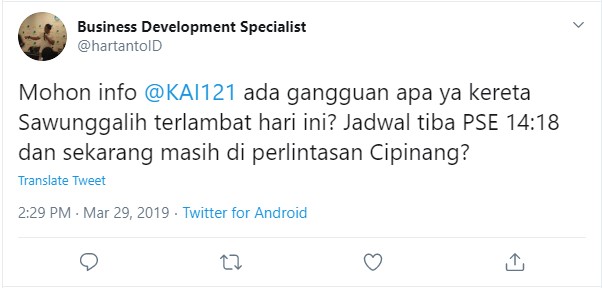 Business Development Specialist
@hartantoID
Mohon info @KAI121 ada gangguan apa ya kereta
Sawunggalih terlambat hari ini? Jadwal tiba PSE 14:18
dan sekarang masih di perlintasan Cipinang?
Translate Tweet
2:29 PM · Mar 29, 2019 · Twitter for Android